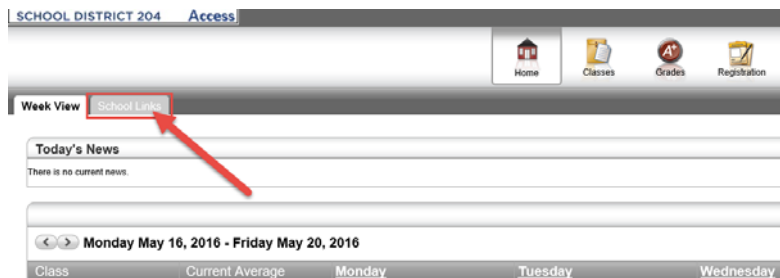 SCHOOL DISTRICT 204 Access
A+
Home Classes Grades Registration
Week View School Links
Today's News
There is no current news.
Monday May 16, 2016 - Friday May 20, 2016
Class Current Average Monday Tuesday Wednesday